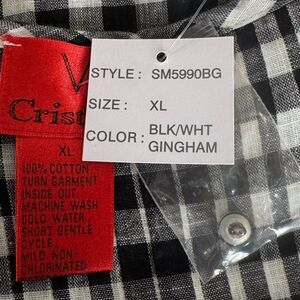 STYLE : SM5990BG
SIZE : XL
COLOR : BLK/WHT
GINGHAM
XL
100% COTTON
TURN GARMENT
INSIDE OUT
MACHINE WASH
COLD WATER,
SHORT GENTLE
CYCLE,
MILD NON-
CHLORINATED